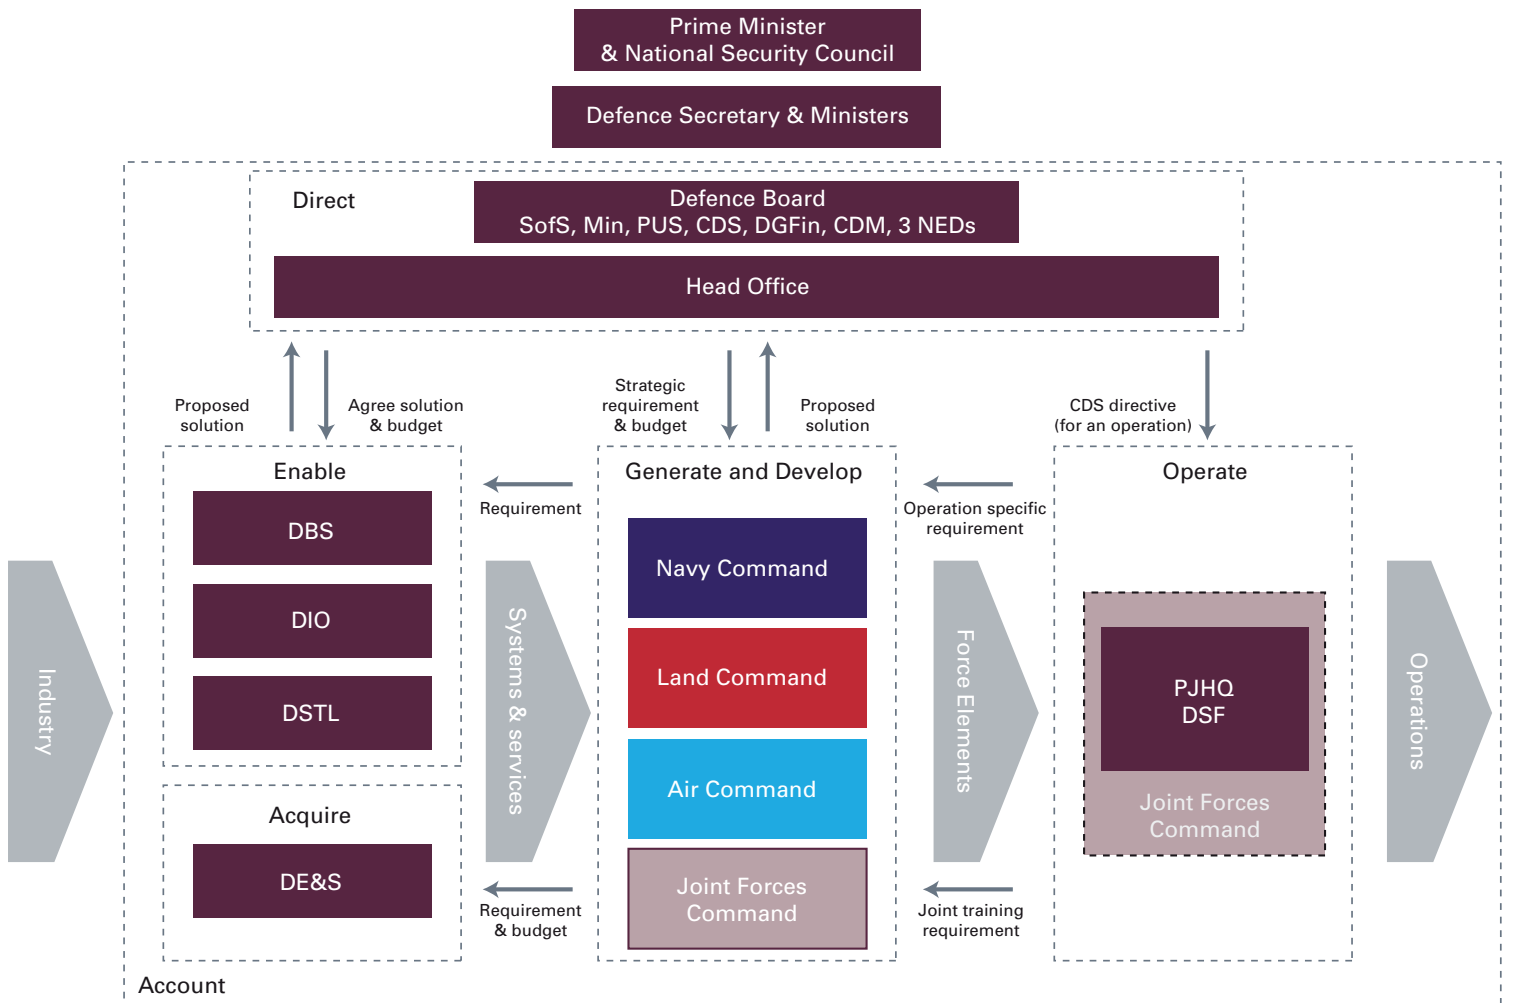 Prime Minister
& National Security Council
Defence Secretary & Ministers
Direct
Defence Board
SofS, Min, PUS, CDS, DGFin, CDM, 3 NEDs
Head Office
Proposed
solution
Agree solution
& budget
Strategic
requirement
& budget
Proposed
solution
CDS directive
(for an operation)
Enable
DBS
DIO
DSTL
Acquire
DE&S
Requirement
Requirement
& budget
Generate and Develop
Navy Command
Land Command
Air Command
Joint Forces
Command
Operation specific
requirement
Joint training
requirement
Operate
PJHQ
DSF
Joint Forces
Command
Industry
Systems & services
Force Elements
Operations
Account